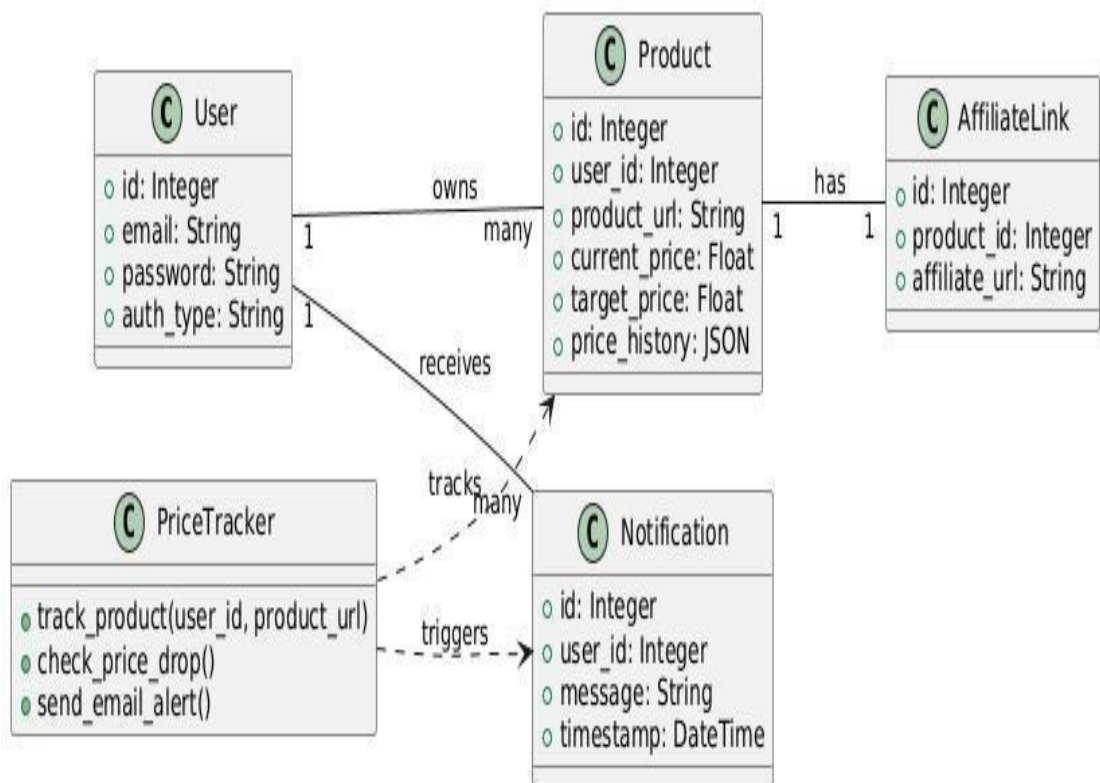 C User
id: Integer
email: String
password: String
auth_type: String
owns
1
many
C Product
id: Integer
user_id: Integer
product_url: String
current_price: Float
target_price: Float
price_history: JSON
has
1
1
C AffiliateLink
id: Integer
product_id: Integer
affiliate_url: String
1
receives
many
tracks
C PriceTracker
track_product(user_id, product_url)
check_price_drop()
send_email_alert()
triggers
C Notification
id: Integer
user_id: Integer
message: String
timestamp: DateTime